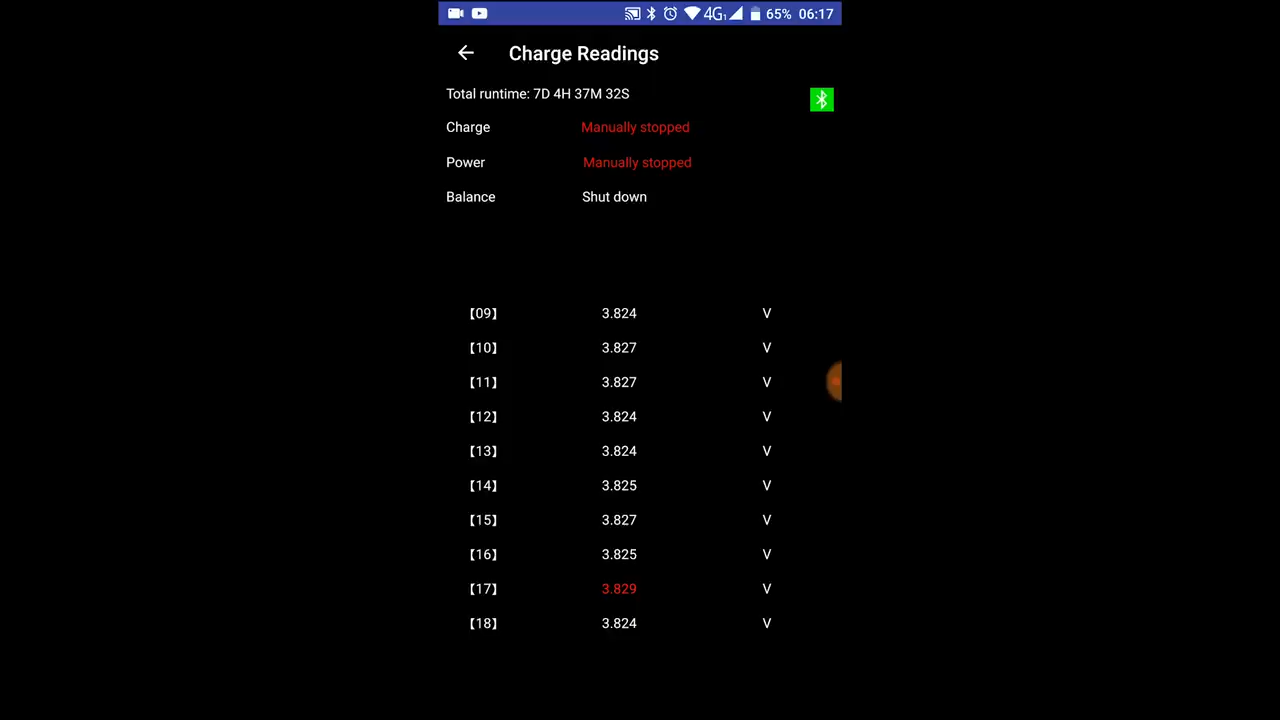 4G1 65% 06:17
Charge Readings
Total runtime: 7D 4H 37M 32S
Charge Manually stopped
Power Manually stopped
Balance Shut down
【09】 3.824 V
【10】 3.827 V
【11】 3.827 V
【12】 3.824 V
【13】 3.824 V
【14】 3.825 V
【15】 3.827 V
【16】 3.825 V
【17】 3.829 V
【18】 3.824 V